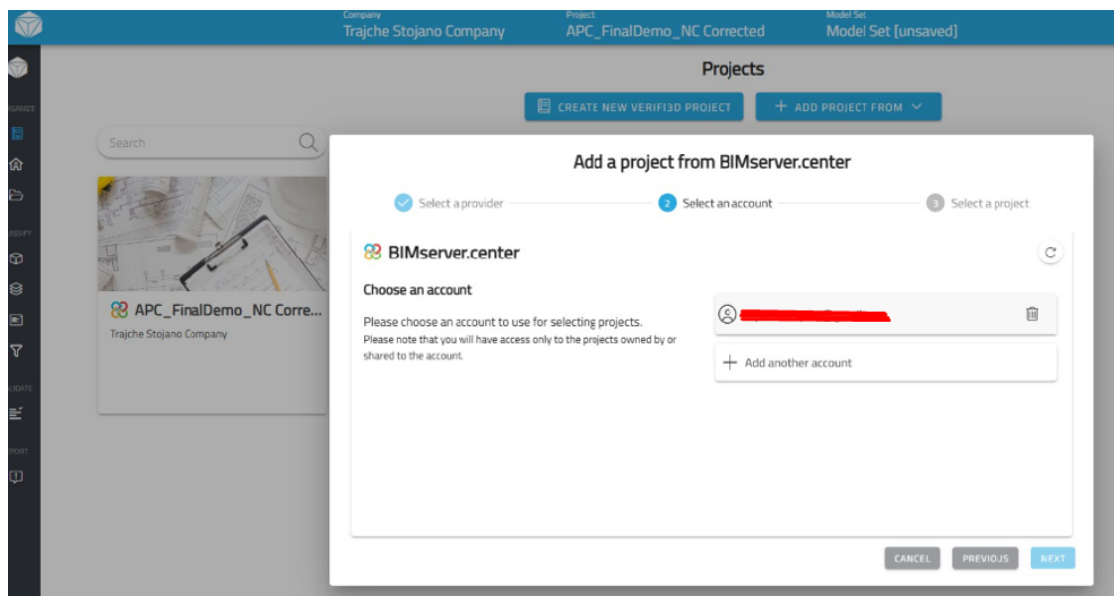 Company
Trajche Stojano Company
Project
APC_FinalDemo_NC Corrected
Model Set
Model Set [unsaved]
Projects
CREATE NEW VERIFI3D PROJECT
+ ADD PROJECT FROM
Search
APC_FinalDemo_NC Corre...
Trajche Stojano Company
Add a project from BIMserver.center
Select a provider
2 Select an account
3 Select a project
BIMserver.center
Choose an account
Please choose an account to use for selecting projects.
Please note that you will have access only to the projects owned by or
shared to the account.
+ Add another account
CANCEL
PREVIOUS
NEXT